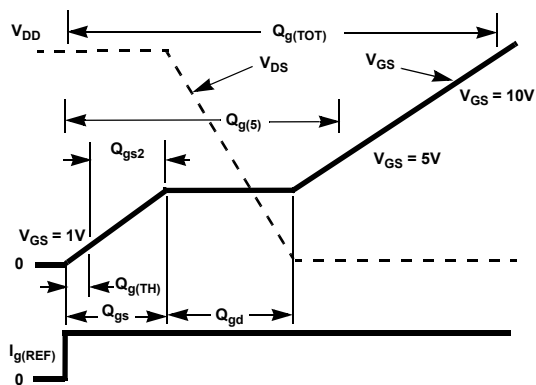 V_DD
Q_g(TOT)
V_DS
V_GS
V_GS = 10V
Q_g(5)
Q_gs2
V_GS = 5V
V_GS = 1V
0
Q_g(TH)
Q_gs
Q_gd
I_g(REF)
0